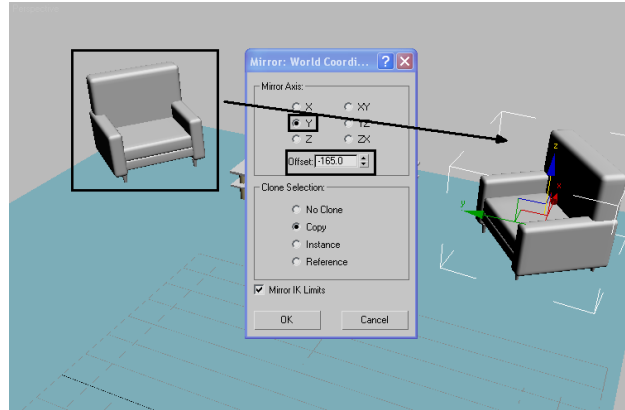 Mirror: World Coordi...
Mirror Axis:
X XY
Y YZ
Z ZX
Offset: -165.0
Clone Selection:
No Clone
Copy
Instance
Reference
Mirror IK Limits
OK Cancel
z
x
y